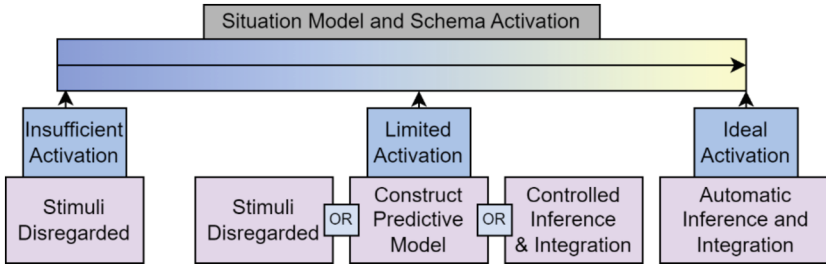 Situation Model and Schema Activation
Insufficient
Activation
Stimuli
Disregarded
Limited
Activation
Stimuli
Disregarded
OR
Construct
Predictive
Model
OR
Controlled
Inference
& Integration
Ideal
Activation
Automatic
Inference and
Integration